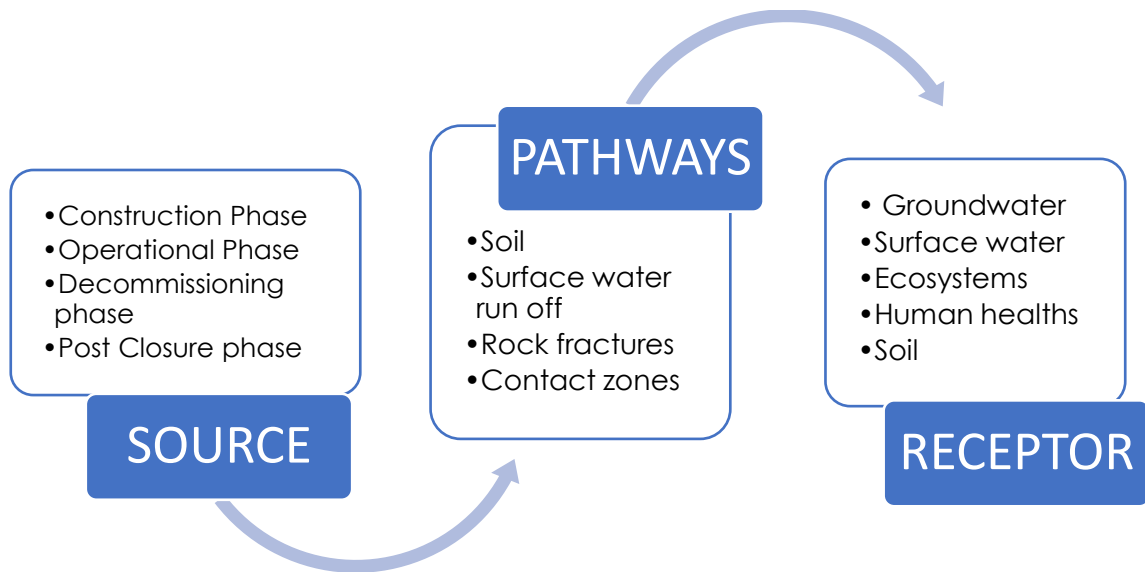 •Construction Phase
•Operational Phase
•Decommissioning
phase
•Post Closure phase
SOURCE
PATHWAYS
•Soil
•Surface water
run off
•Rock fractures
•Contact zones
• Groundwater
•Surface water
•Ecosystems
•Human healths
•Soil
RECEPTOR